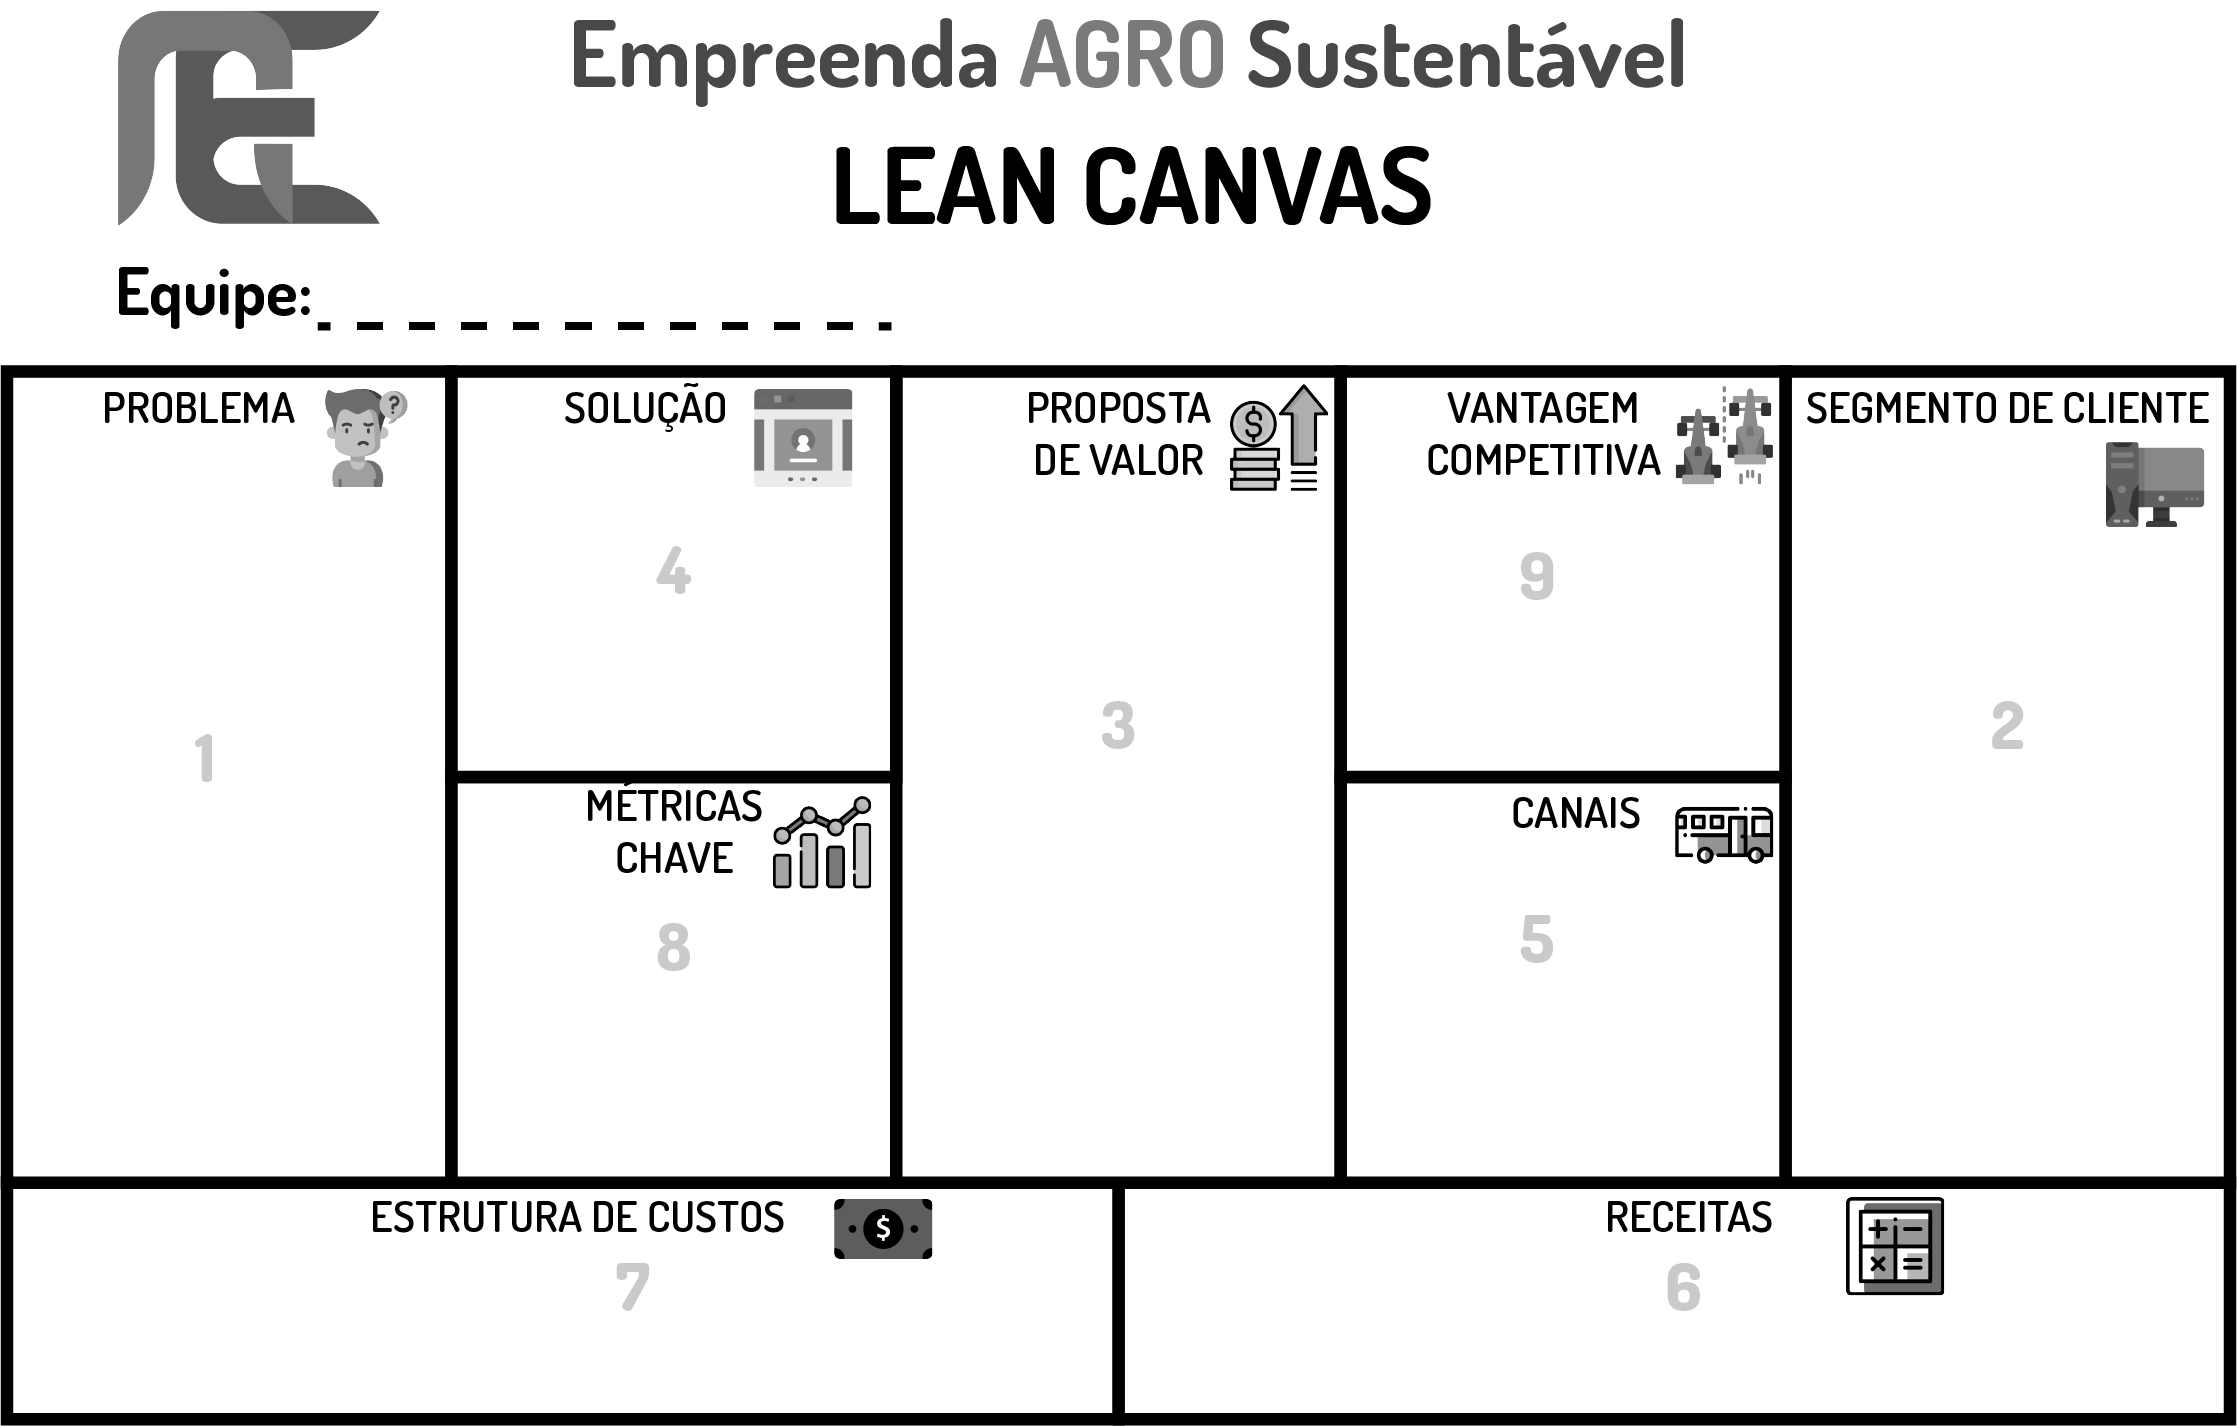 Empreenda AGRO Sustentável
LEAN CANVAS
Equipe:
PROBLEMA
?
1
SOLUÇÃO
4
MÉTRICAS
CHAVE
8
PROPOSTA
DE VALOR
$
3
VANTAGEM
COMPETITIVA
9
CANAIS
5
SEGMENTO DE CLIENTE
2
ESTRUTURA DE CUSTOS
$
7
RECEITAS
+ −
× =
6